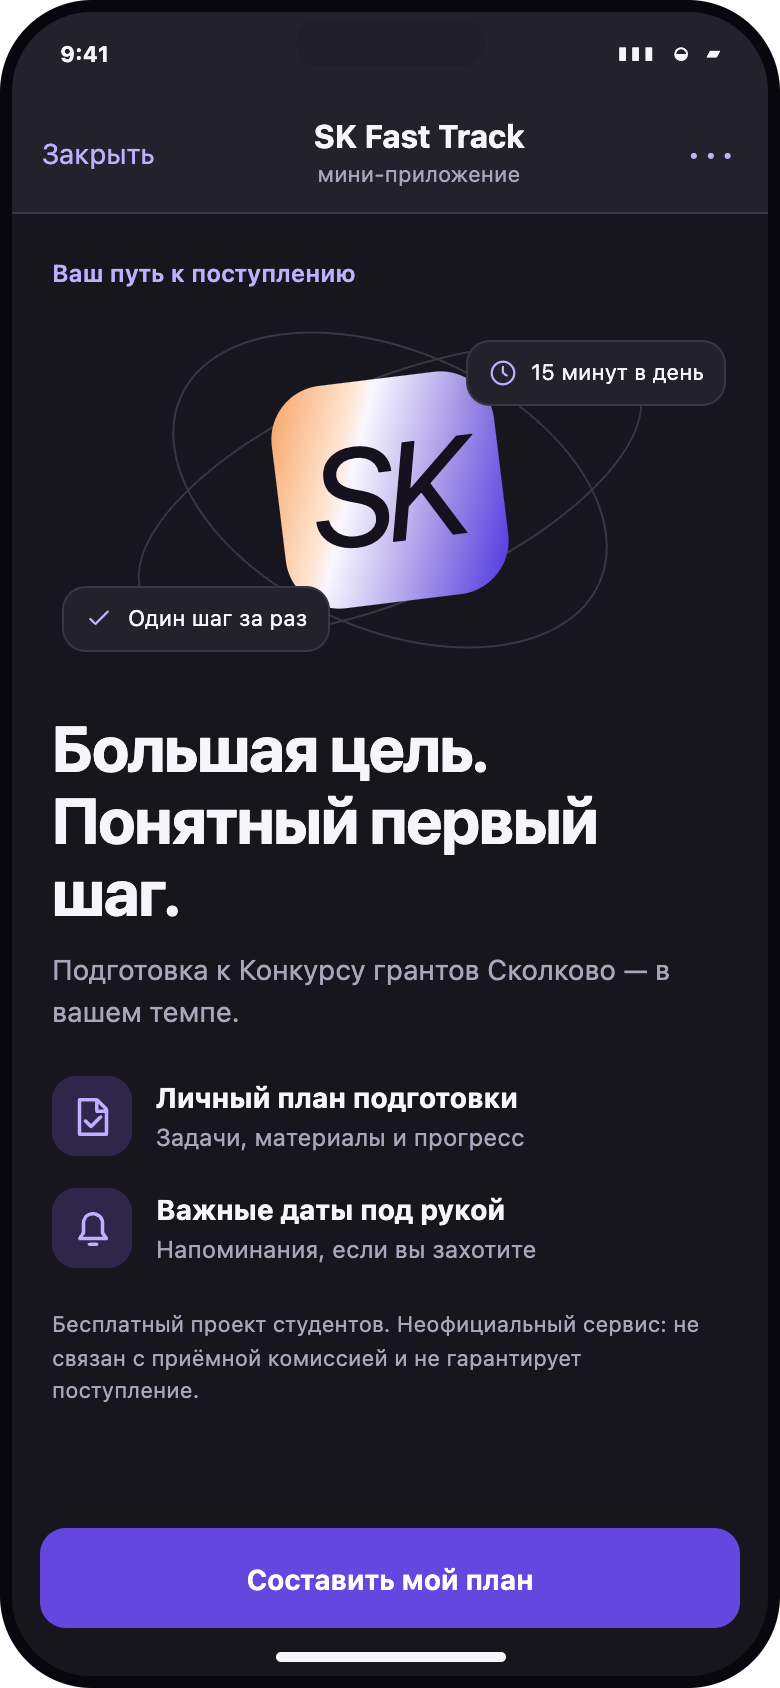 9:41
Закрыть
SK Fast Track
мини-приложение
Ваш путь к поступлению
15 минут в день
SK
Один шаг за раз
Большая цель.
Понятный первый
шаг.
Подготовка к Конкурсу грантов Сколково — в
вашем темпе.
Личный план подготовки
Задачи, материалы и прогресс
Важные даты под рукой
Напоминания, если вы захотите
Бесплатный проект студентов. Неофициальный сервис: не
связан с приёмной комиссией и не гарантирует
поступление.
Составить мой план